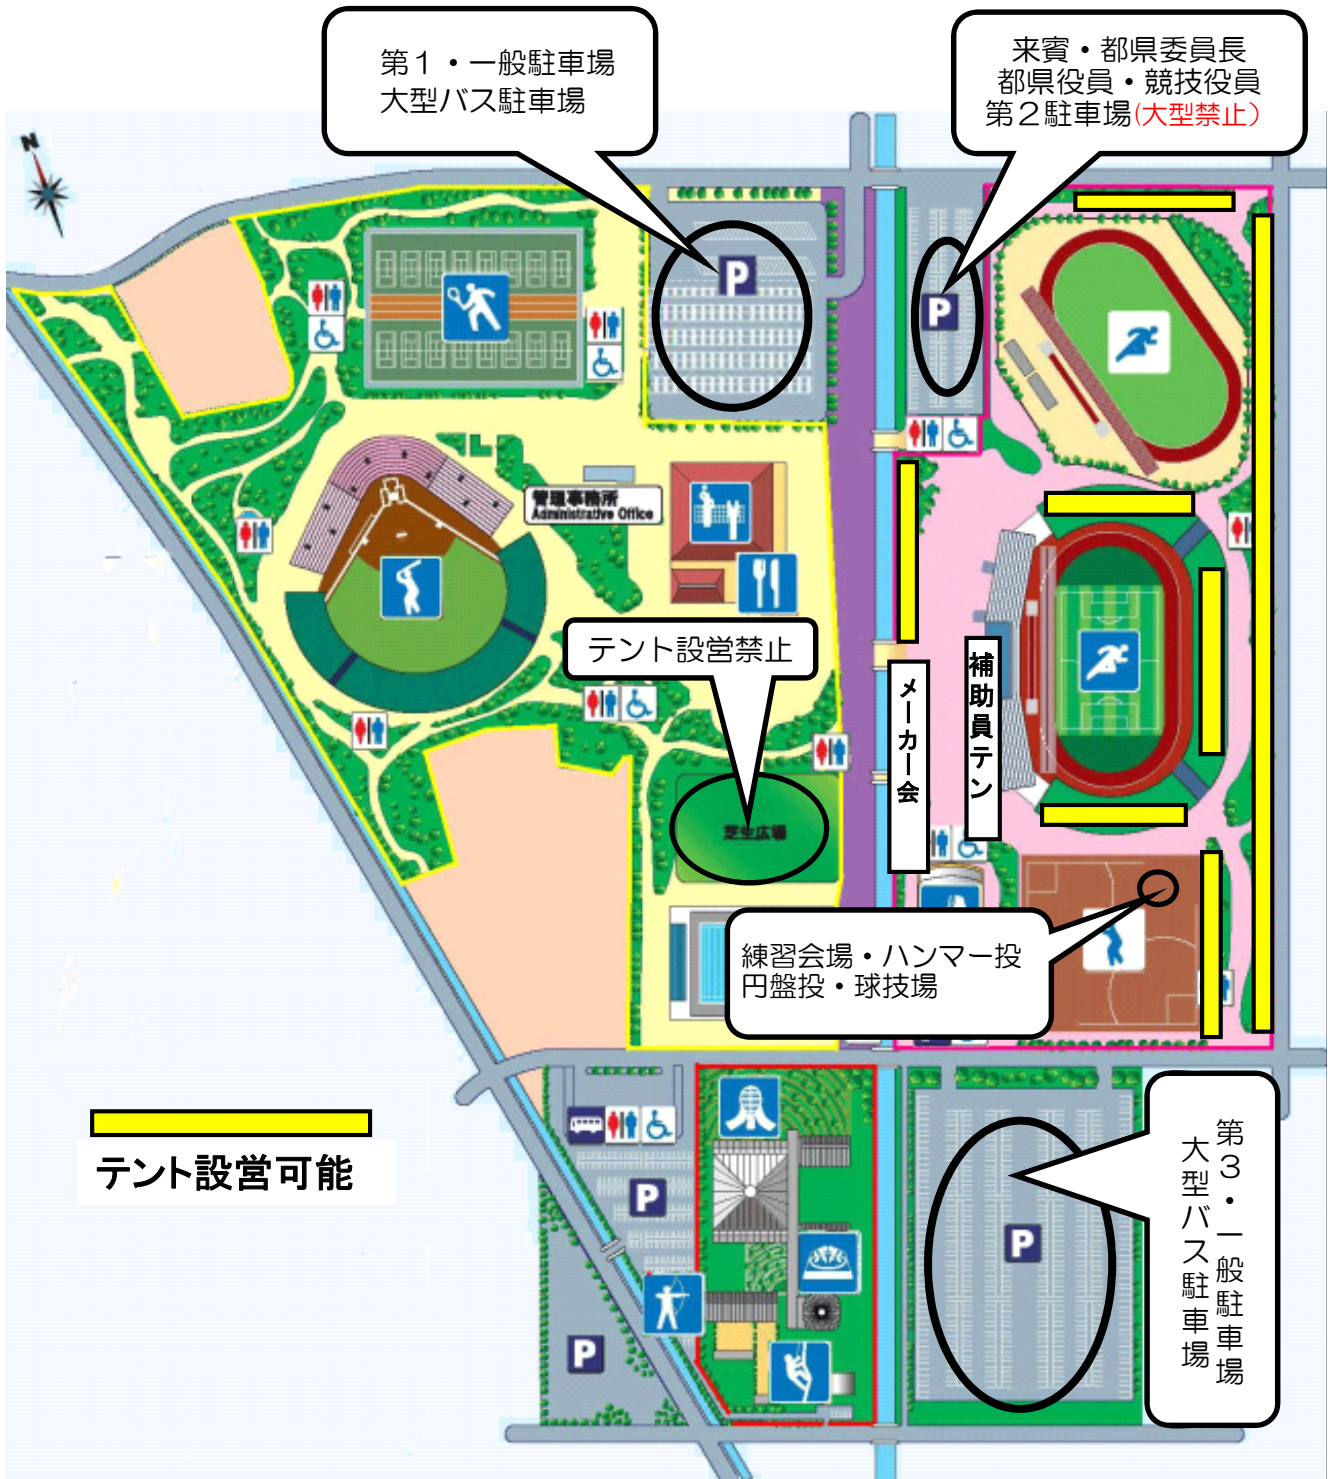 第1・一般駐車場
大型バス駐車場
来賓・都県委員長
都県役員・競技役員
第2駐車場(大型禁止)
N
P
P
管理事務所
Administrative Office
テント設営禁止
メーカー会
補助員テン
芝生広場
練習会場・ハンマー投
円盤投・球技場
テント設営可能
P
P
P
第3・一般駐車場
大型バス駐車場